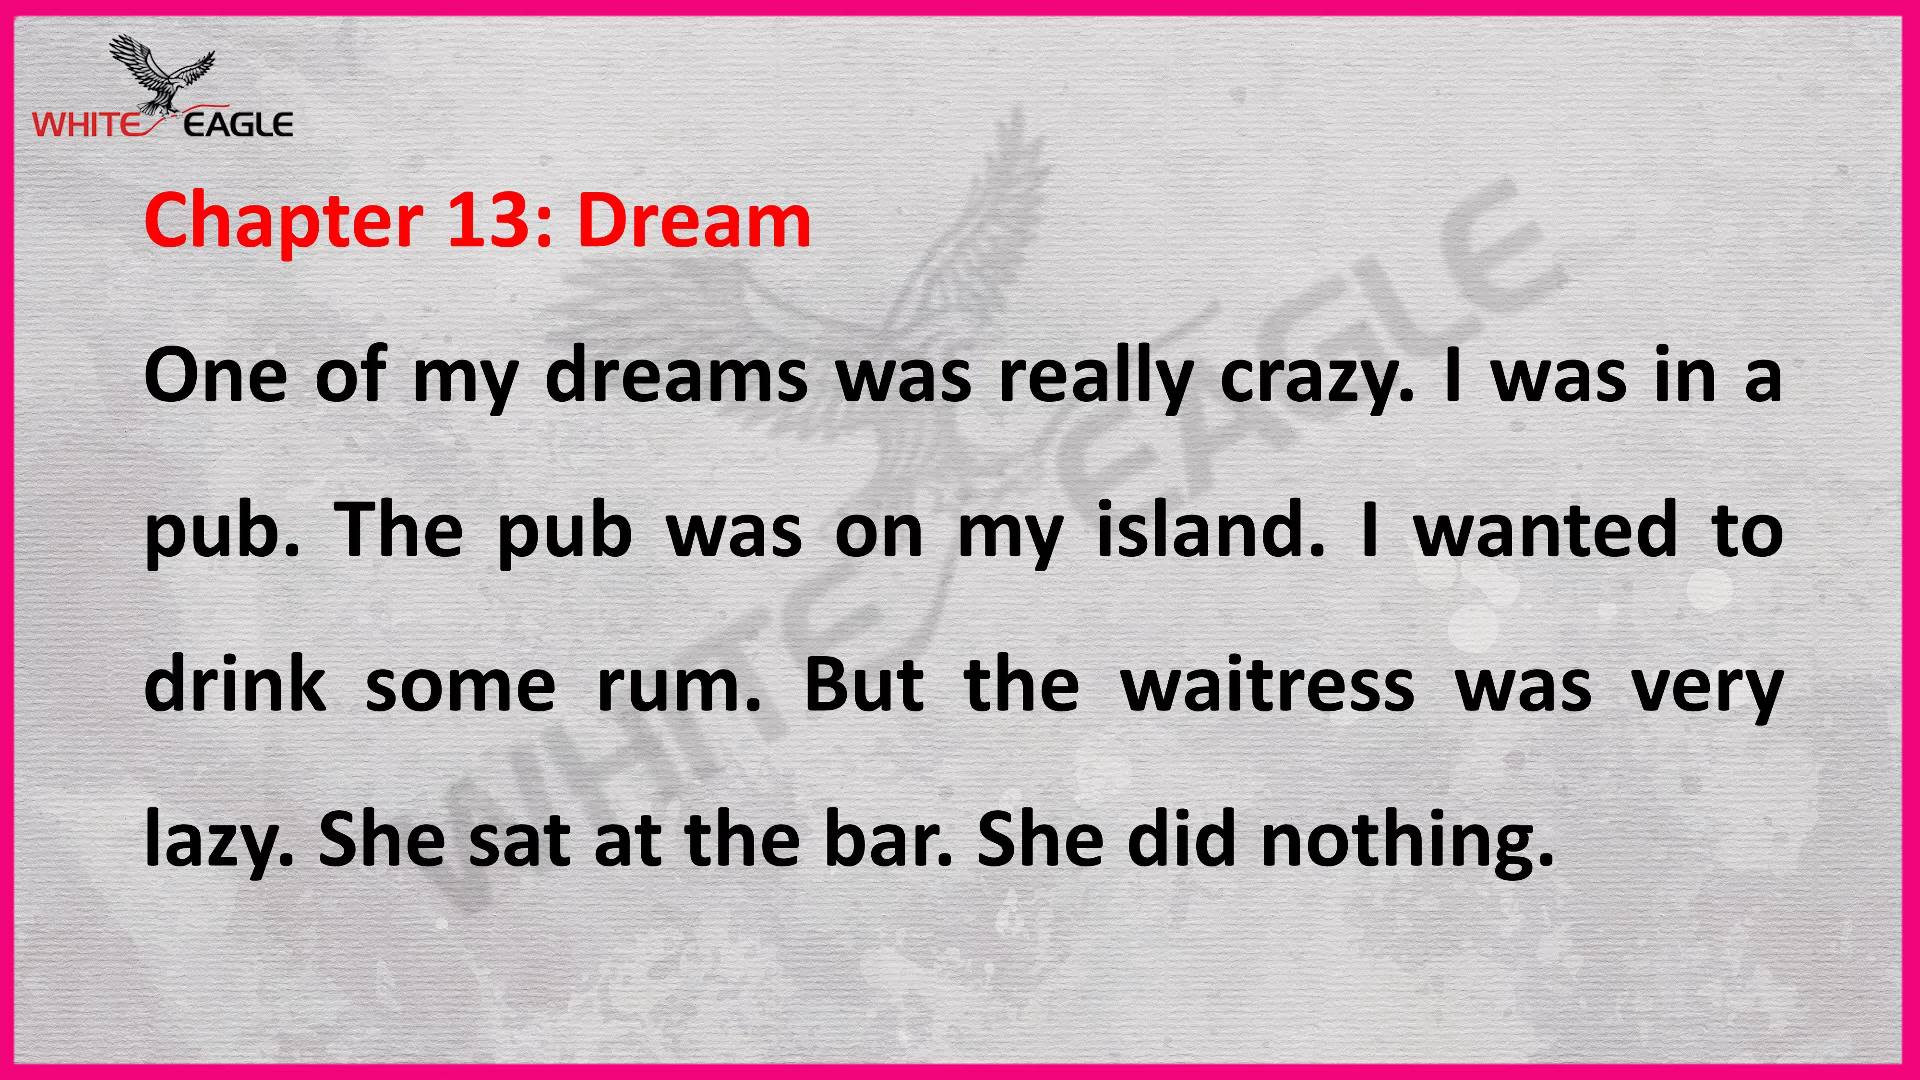 WHITE EAGLE
Chapter 13: Dream
One of my dreams was really crazy. I was in a
pub. The pub was on my island. I wanted to
drink some rum. But the waitress was very
lazy. She sat at the bar. She did nothing.
WHITE EAGLE